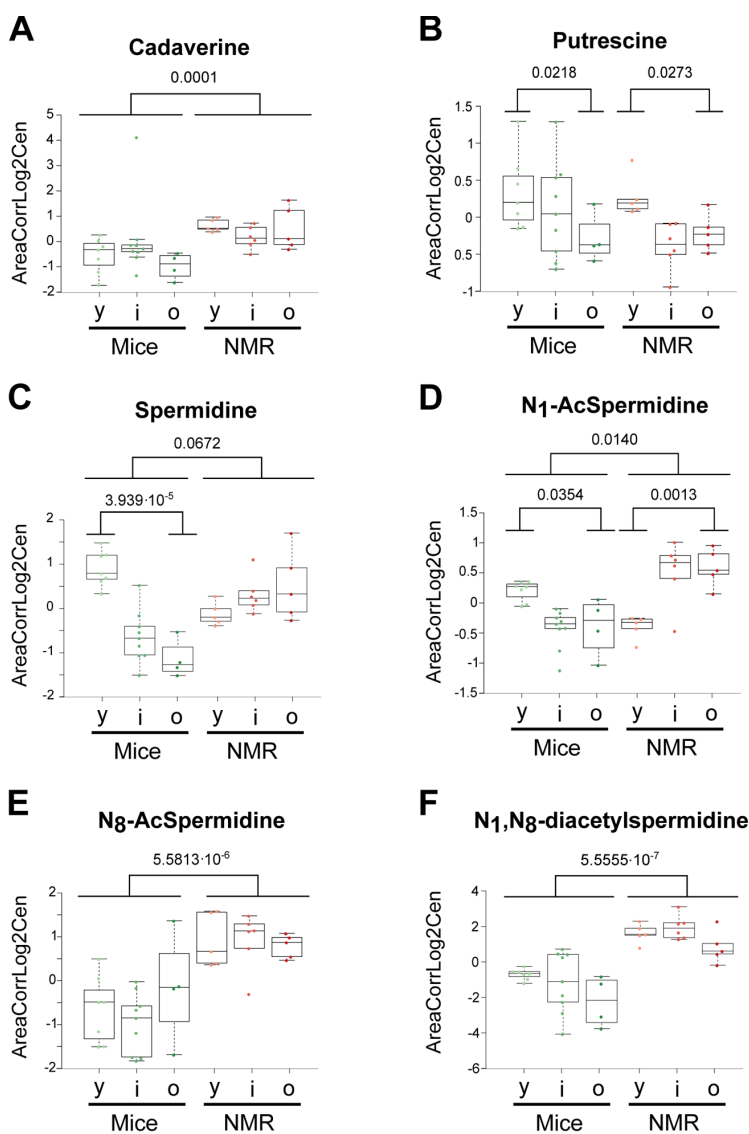 A
Cadaverine
0.0001
AreaCorrLog2Cen
5
4
3
2
1
0
-1
-2
y i o y i o
Mice NMR
B
Putrescine
0.0218 0.0273
AreaCorrLog2Cen
1.5
1
0.5
0
0.5
-1
y i o y i o
Mice NMR
C
Spermidine
0.0672
3.939·10-5
AreaCorrLog2Cen
2
1
0
-1
-2
y i o y i o
Mice NMR
D
N1-AcSpermidine
0.0140
0.0354 0.0013
AreaCorrLog2Cen
1.5
1
0.5
0
-0.5
-1
-1.5
y i o y i o
Mice NMR
E
N8-AcSpermidine
5.5813·10-6
AreaCorrLog2Cen
2
1
0
-1
-2
y i o y i o
Mice NMR
F
N1,N8-diacetylspermidine
5.5555·10-7
AreaCorrLog2Cen
4
2
0
-2
-4
-6
y i o y i o
Mice NMR